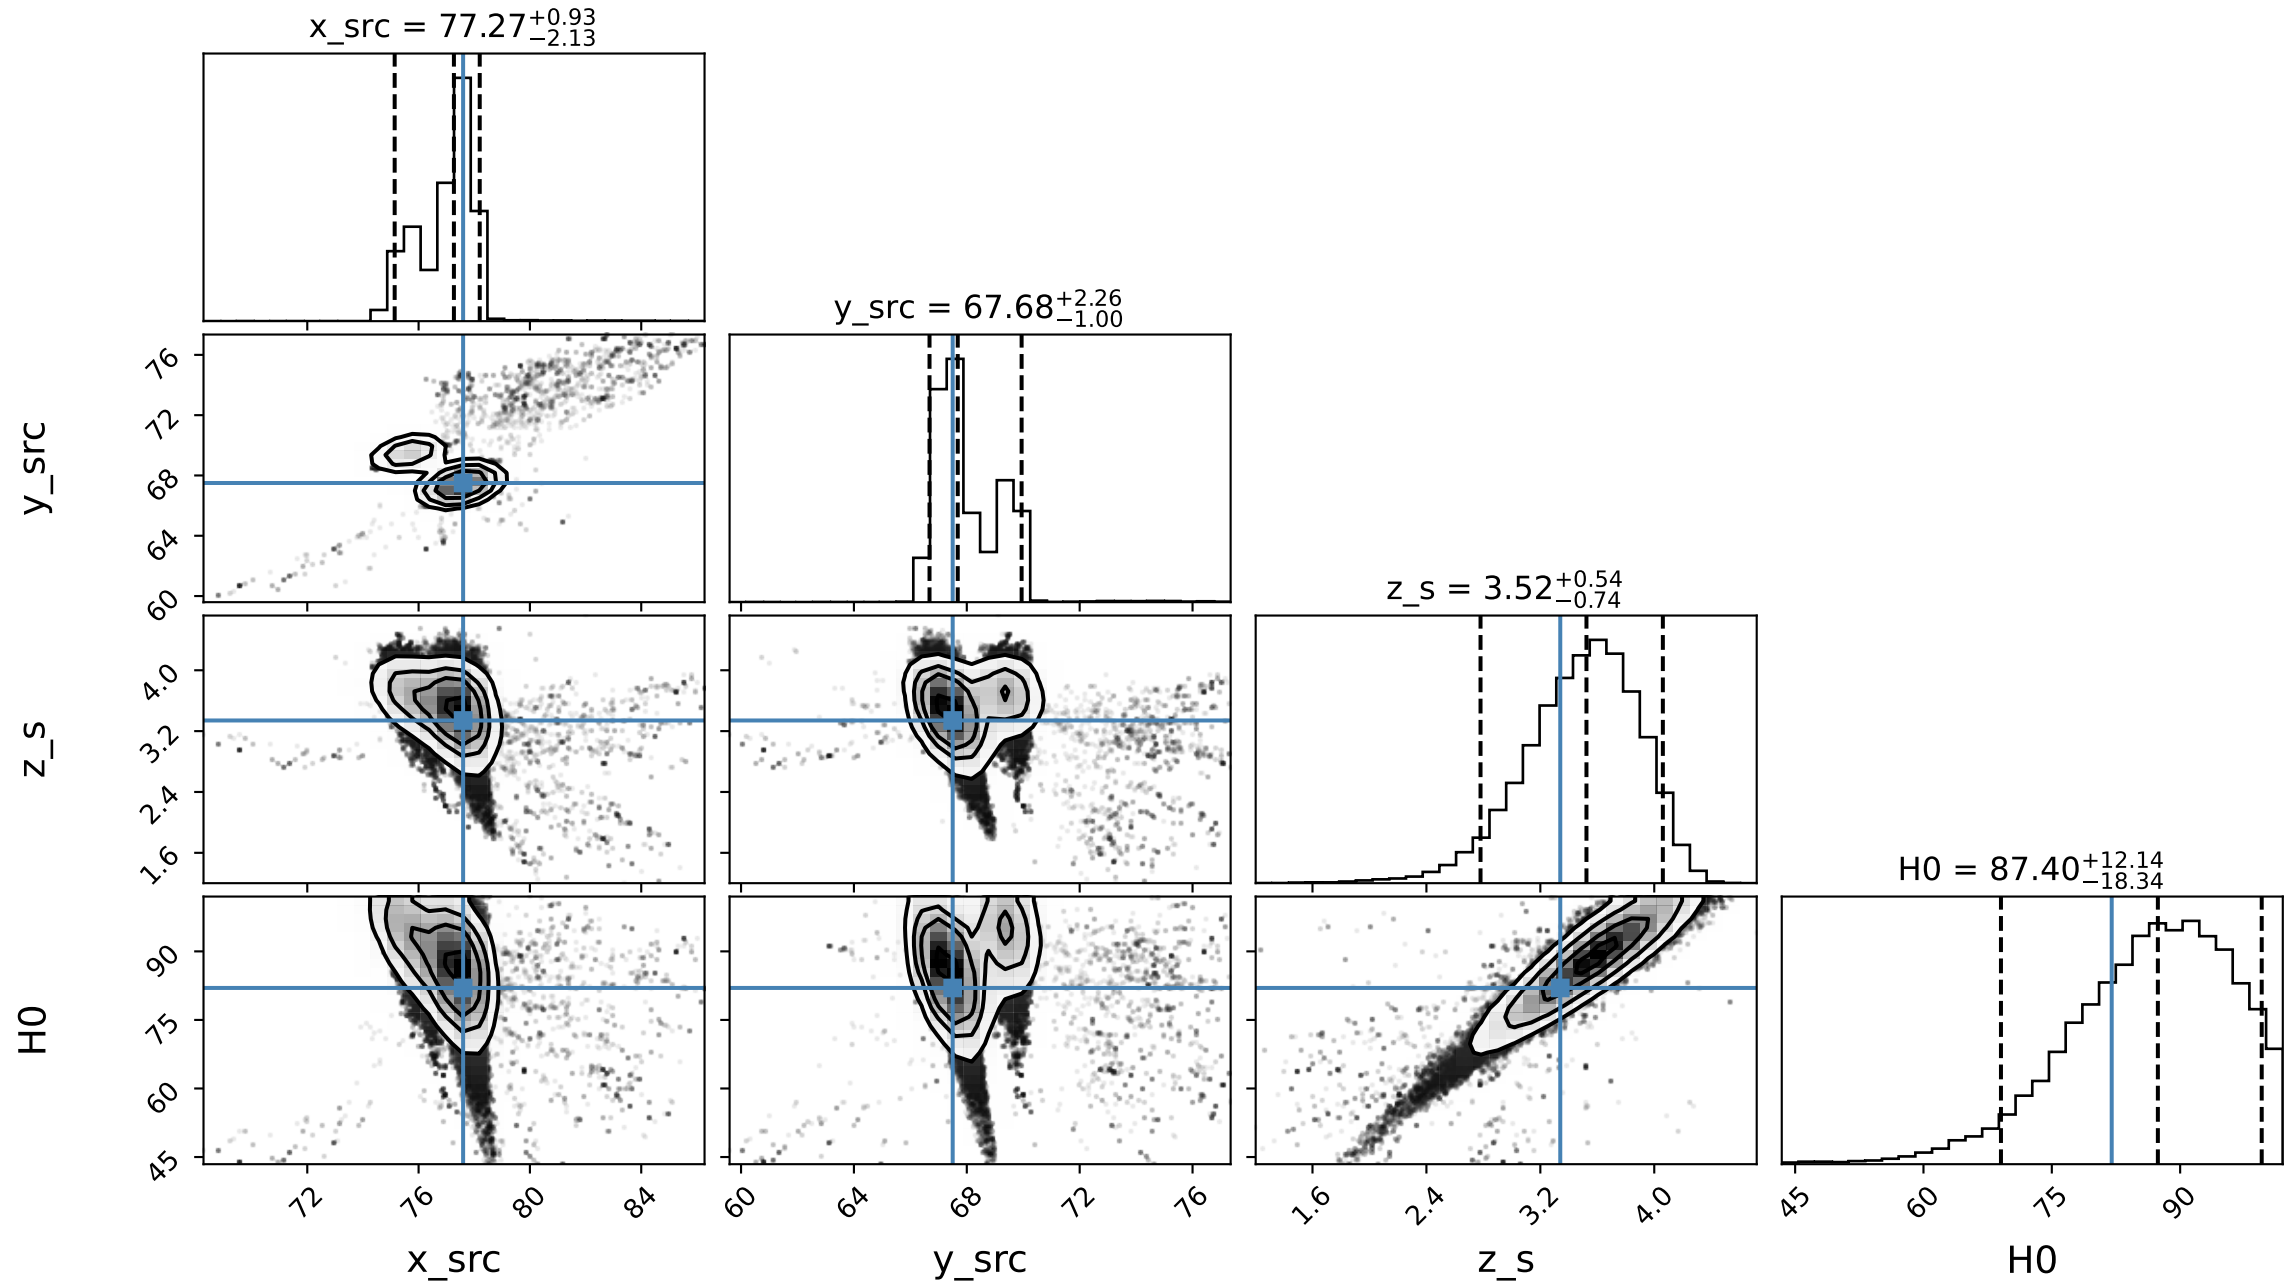 x_src = 77.27+0.93−2.13
y_src = 67.68+2.26−1.00
z_s = 3.52+0.54−0.74
H0 = 87.40+12.14−18.34
y_src
76
72
68
64
60
z_s
4.0
3.2
2.4
1.6
H0
90
75
60
45
72 76 80 84
60 64 68 72 76
1.6 2.4 3.2 4.0
45 60 75 90
x_src
y_src
z_s
H0